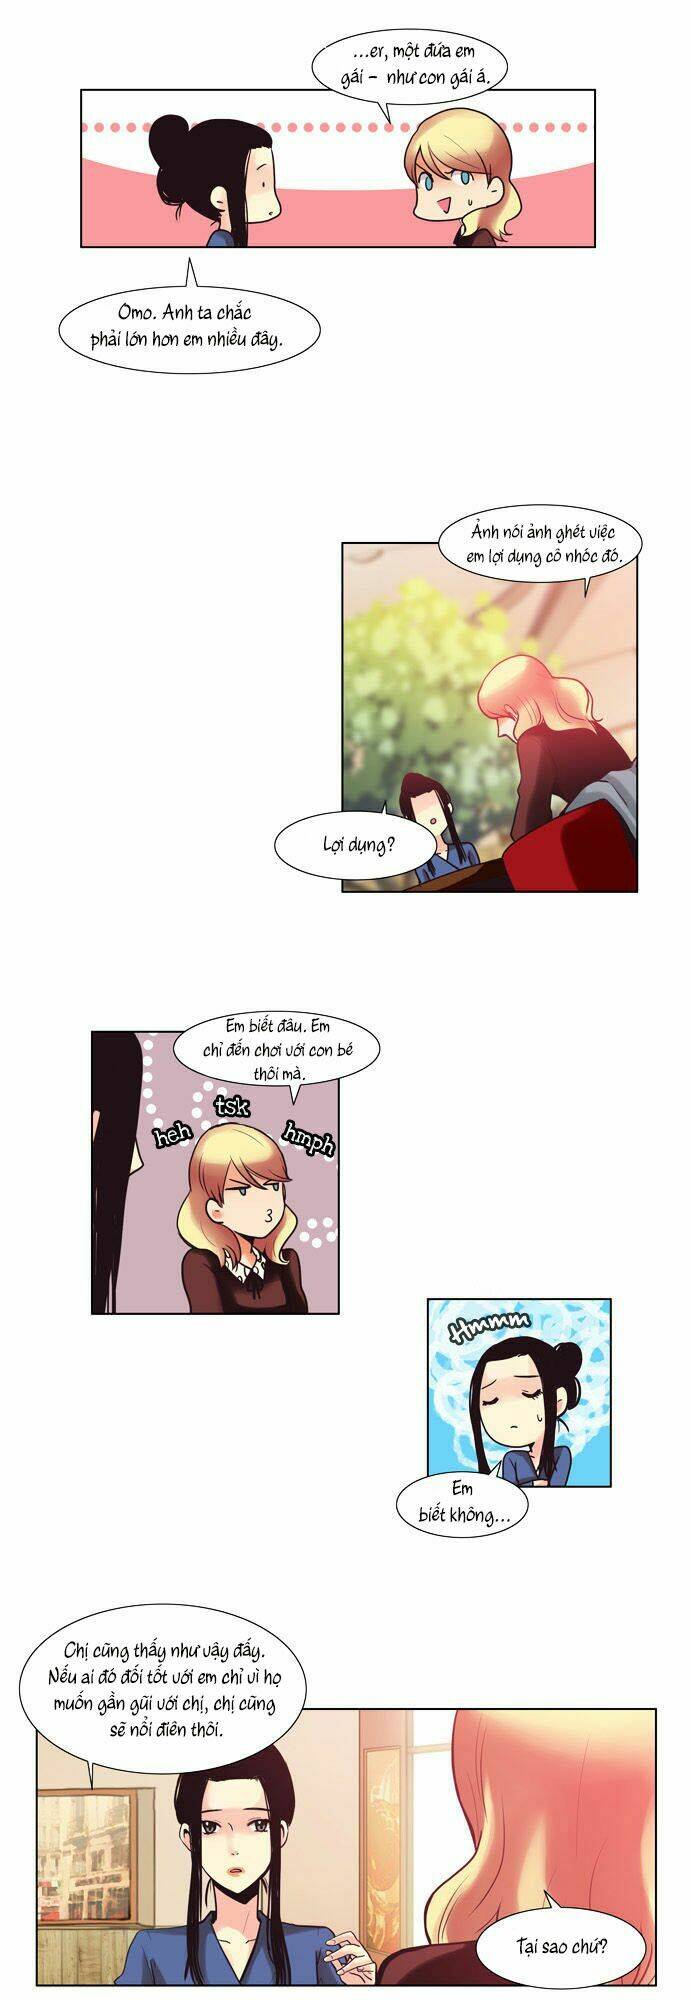 ...er, một đứa em
gái - như con gái á.
Omo. Anh ta chắc
phải lớn hơn em nhiều đây.
Ảnh nói ảnh ghét việc
em lợi dụng cô nhóc đó.
Lợi dụng?
Em biết đâu. Em
chỉ đến chơi với con bé
thôi mà.
heh
tsk
hmph
Hmmm
Em
biết không...
Chị cũng thấy như vậy đấy.
Nếu ai đó đối tốt với em chỉ vì họ
muốn gần gũi với chị, chị cũng
sẽ nổi điên thôi.
Tại sao chứ?